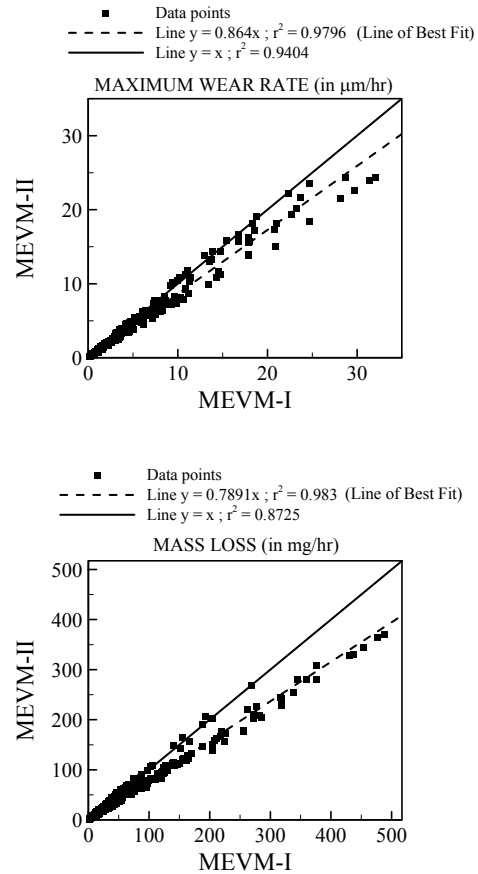 Data points
Line y = 0.864x ; r² = 0.9796 (Line of Best Fit)
Line y = x ; r² = 0.9404
MAXIMUM WEAR RATE (in μm/hr)
30
20
10
0
MEVM-II
0 10 20 30
MEVM-I
Data points
Line y = 0.7891x ; r² = 0.983 (Line of Best Fit)
Line y = x ; r² = 0.8725
MASS LOSS (in mg/hr)
500
400
300
200
100
0
MEVM-II
0 100 200 300 400 500
MEVM-I